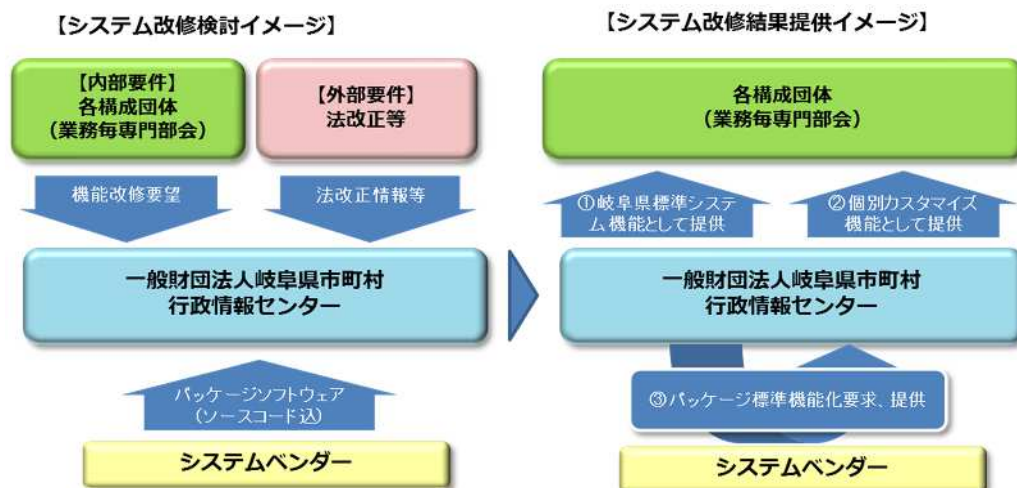 【システム改修検討イメージ】
【内部要件】
各構成団体
（業務毎専門部会）
【外部要件】
法改正等
機能改修要望
法改正情報等
一般財団法人岐阜県市町村
行政情報センター
パッケージソフトウェア
（ソースコード込）
システムベンダー
【システム改修結果提供イメージ】
各構成団体
（業務毎専門部会）
①岐阜県標準システ
ム機能として提供
②個別カスタマイズ
機能として提供
一般財団法人岐阜県市町村
行政情報センター
③パッケージ標準機能化要求、提供
システムベンダー